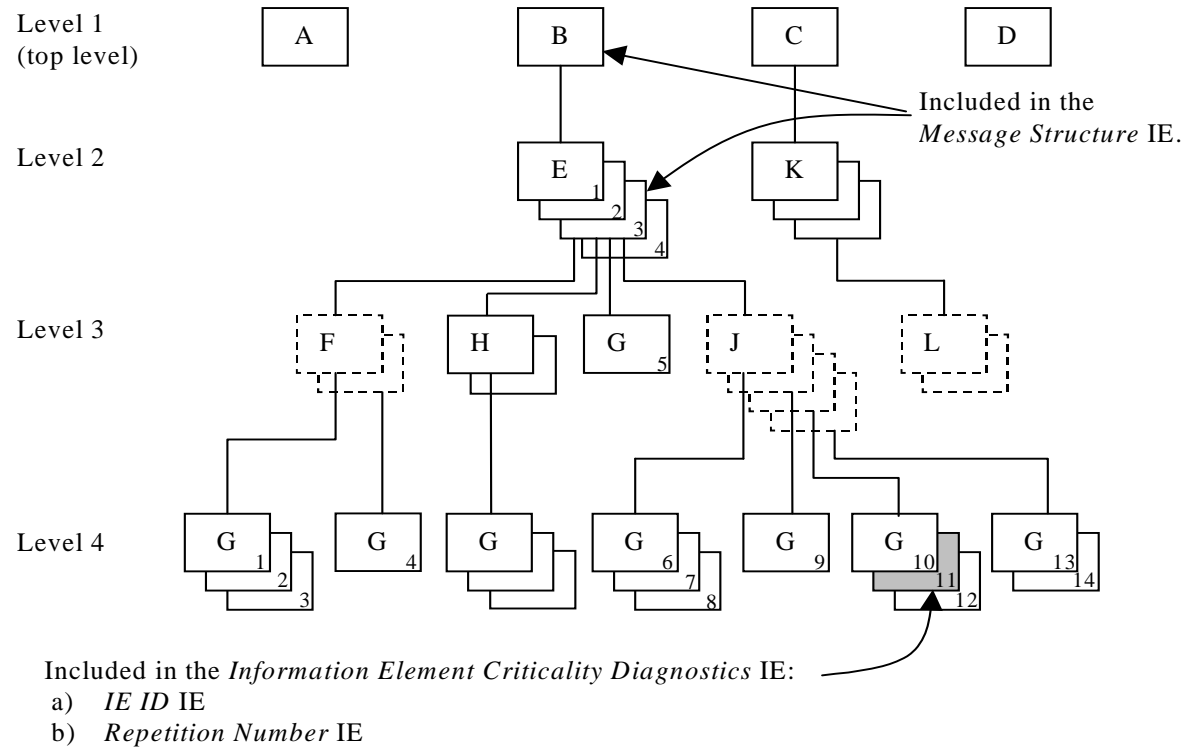 Level 1
(top level)
A
B
C
D
Included in the
Message Structure IE.
Level 2
E
1
2
3
4
K
Level 3
F
H
G
5
J
L
Level 4
G
1
2
3
G
4
G
G
6
7
8
G
9
G
10
11
12
G
13
14
Included in the Information Element Criticality Diagnostics IE:
a) IE ID IE
b) Repetition Number IE